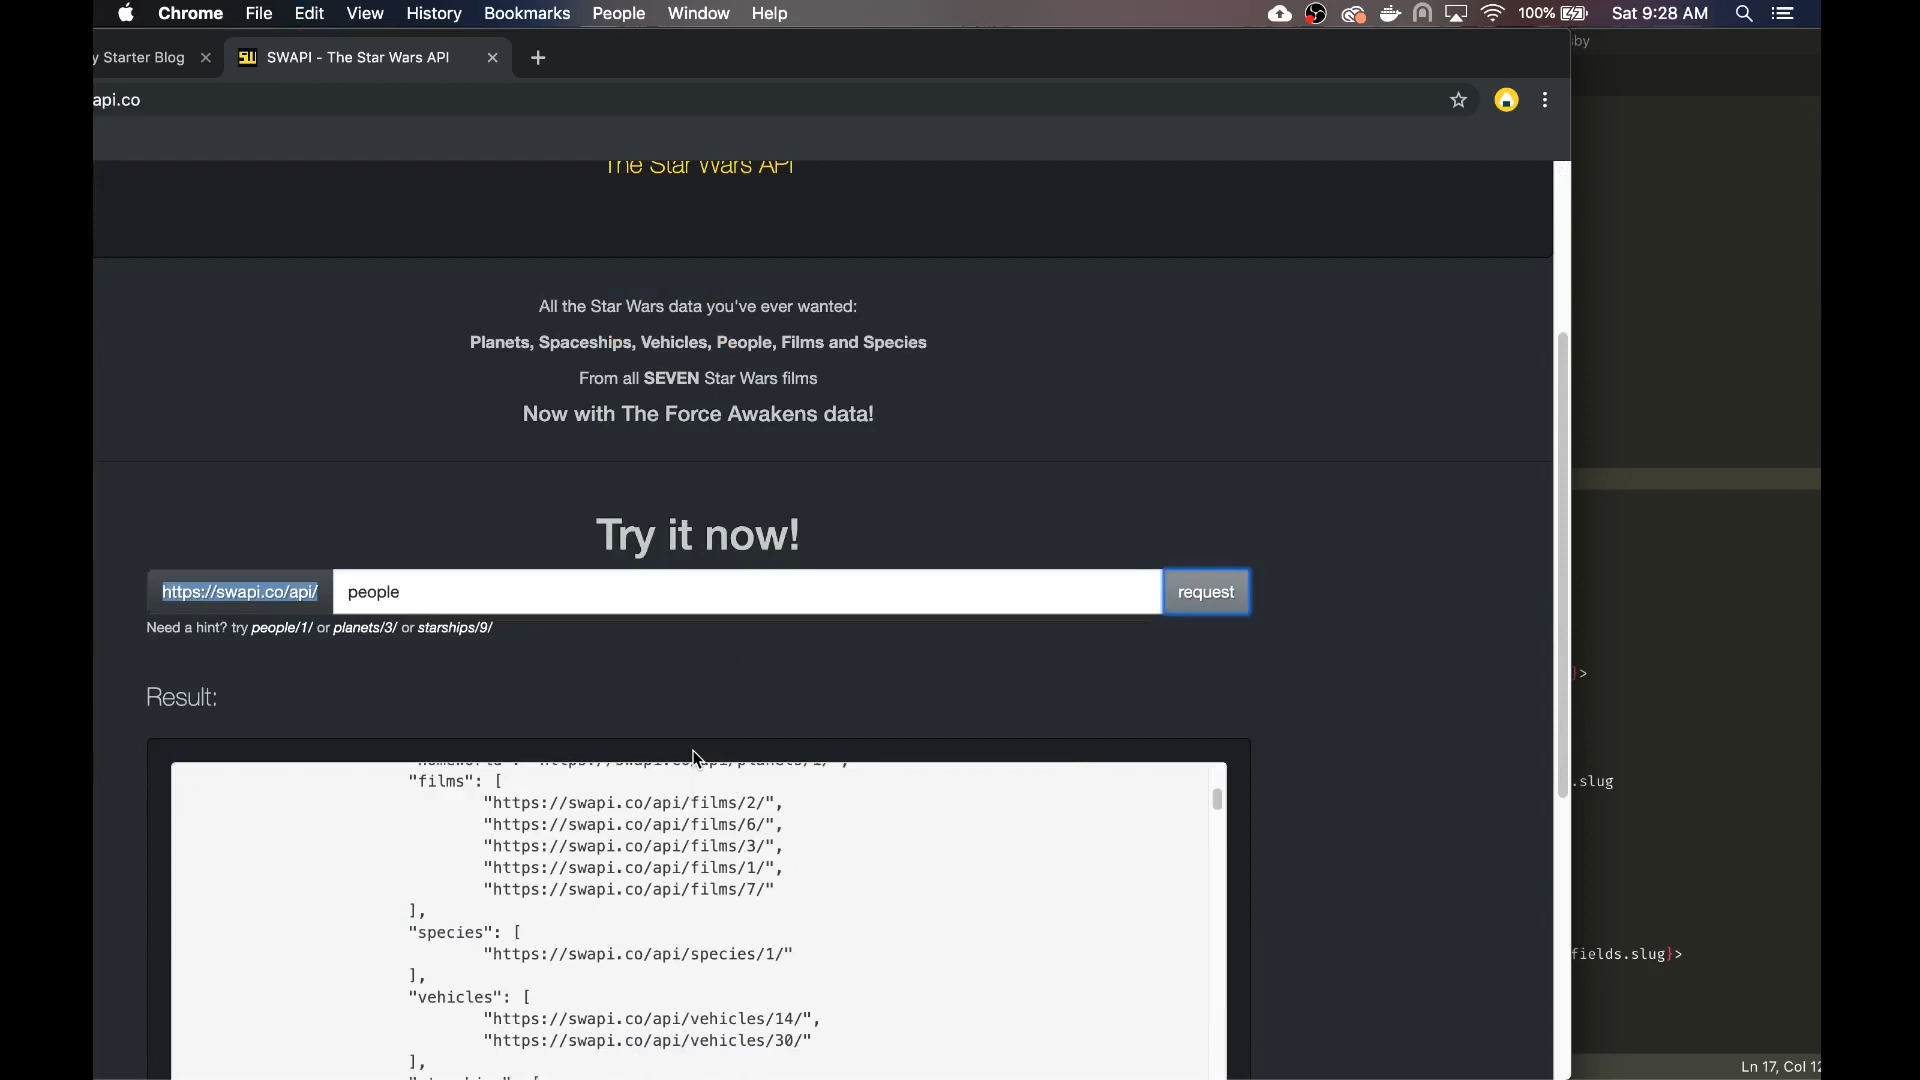 Chrome File Edit View History Bookmarks People Window Help 100% Sat 9:28 AM
y Starter Blog SWAPI - The Star Wars API
api.co
The Star Wars API
All the Star Wars data you've ever wanted:
Planets, Spaceships, Vehicles, People, Films and Species
From all SEVEN Star Wars films
Now with The Force Awakens data!
Try it now!
https://swapi.co/api/ people request
Need a hint? try people/1/ or planets/3/ or starships/9/
Result:
"films": [
"https://swapi.co/api/films/2/",
"https://swapi.co/api/films/6/",
"https://swapi.co/api/films/3/",
"https://swapi.co/api/films/1/",
"https://swapi.co/api/films/7/"
],
"species": [
"https://swapi.co/api/species/1/"
],
"vehicles": [
"https://swapi.co/api/vehicles/14/",
"https://swapi.co/api/vehicles/30/"
],
}>
.slug
fields.slug}>
Ln 17, Col 12